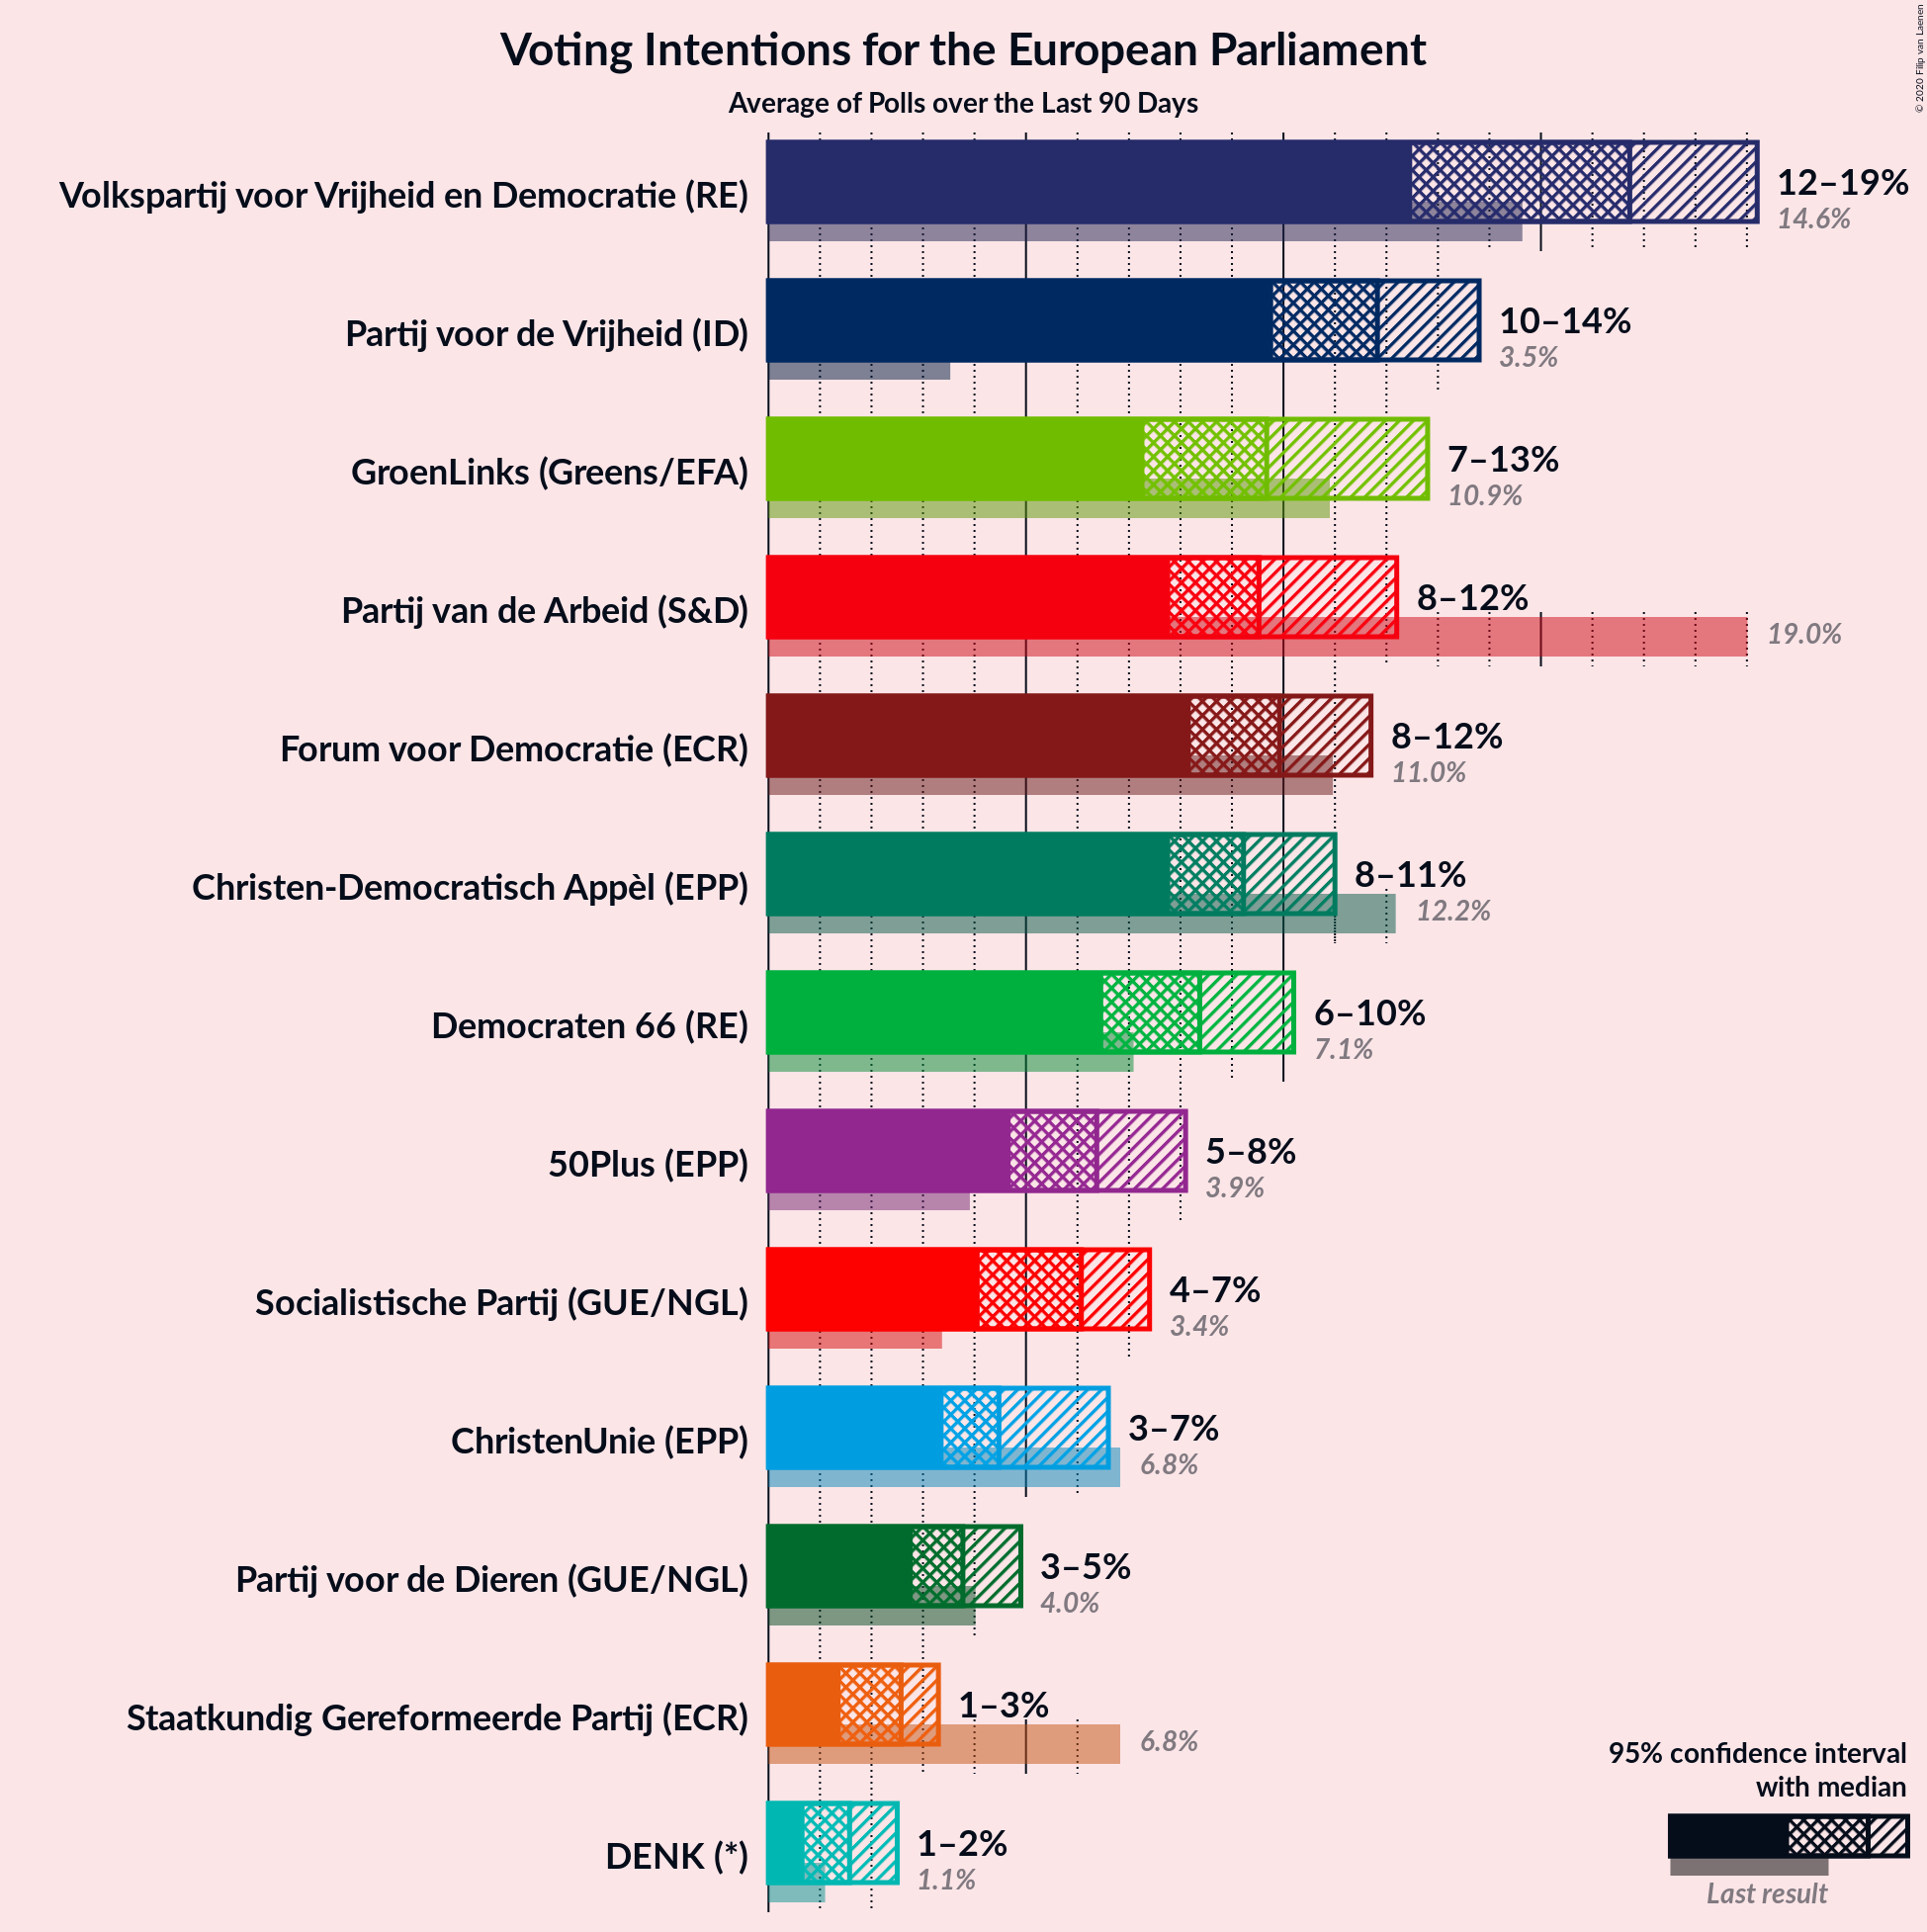 © 2020 Filip van Laenen
Voting Intentions for the European Parliament
Average of Polls over the Last 90 Days
Volkspartij voor Vrijheid en Democratie (RE)
12–19%
14.6%
Partij voor de Vrijheid (ID)
10–14%
3.5%
GroenLinks (Greens/EFA)
7–13%
10.9%
Partij van de Arbeid (S&D)
8–12%
19.0%
Forum voor Democratie (ECR)
8–12%
11.0%
Christen-Democratisch Appèl (EPP)
8–11%
12.2%
Democraten 66 (RE)
6–10%
7.1%
50Plus (EPP)
5–8%
3.9%
Socialistische Partij (GUE/NGL)
4–7%
3.4%
ChristenUnie (EPP)
3–7%
6.8%
Partij voor de Dieren (GUE/NGL)
3–5%
4.0%
Staatkundig Gereformeerde Partij (ECR)
1–3%
6.8%
DENK (*)
1–2%
1.1%
95% confidence interval
with median
Last result